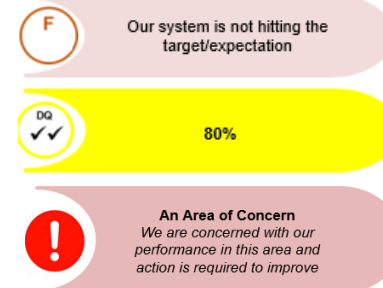 F
Our system is not hitting the
target/expectation
DQ
✓✓
80%
!
An Area of Concern
We are concerned with our
performance in this area and
action is required to improve